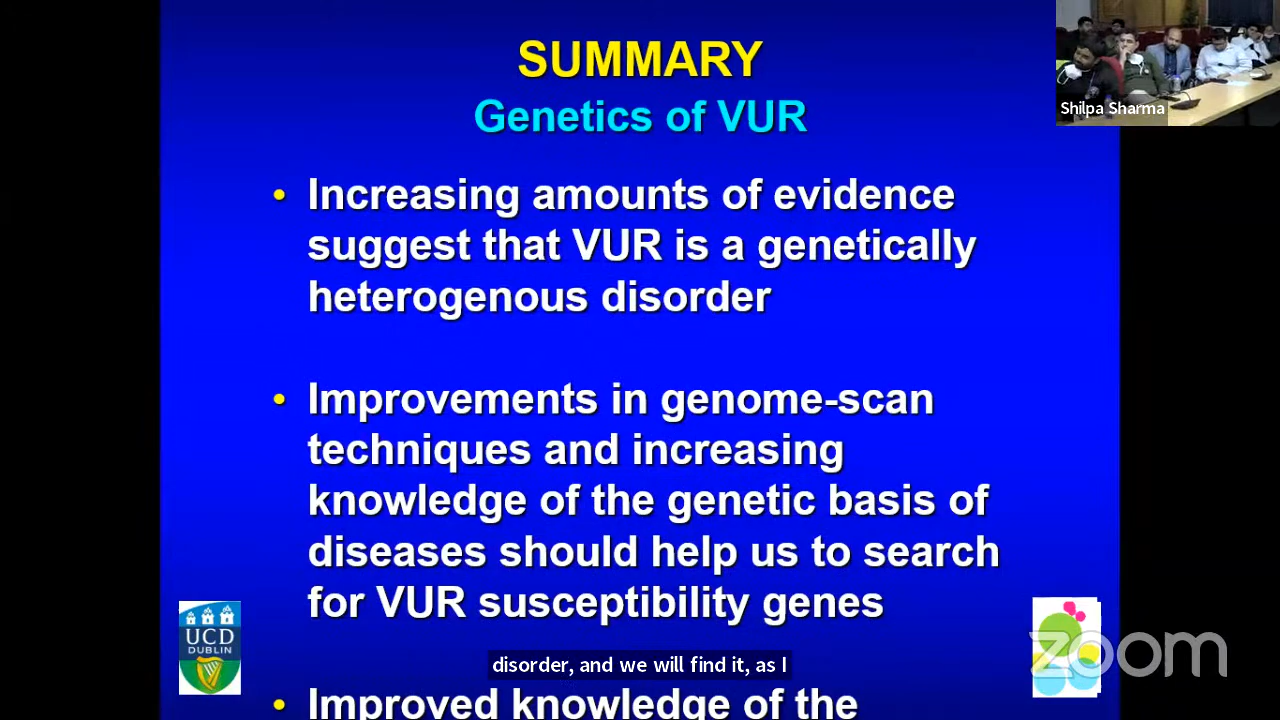 SUMMARY
Genetics of VUR
Shilpa Sharma
• Increasing amounts of evidence
suggest that VUR is a genetically
heterogenous disorder
• Improvements in genome-scan
techniques and increasing
knowledge of the genetic basis of
diseases should help us to search
for VUR susceptibility genes
UCD
DUBLIN
zoom
disorder, and we will find it, as I
• Improved knowledge of the